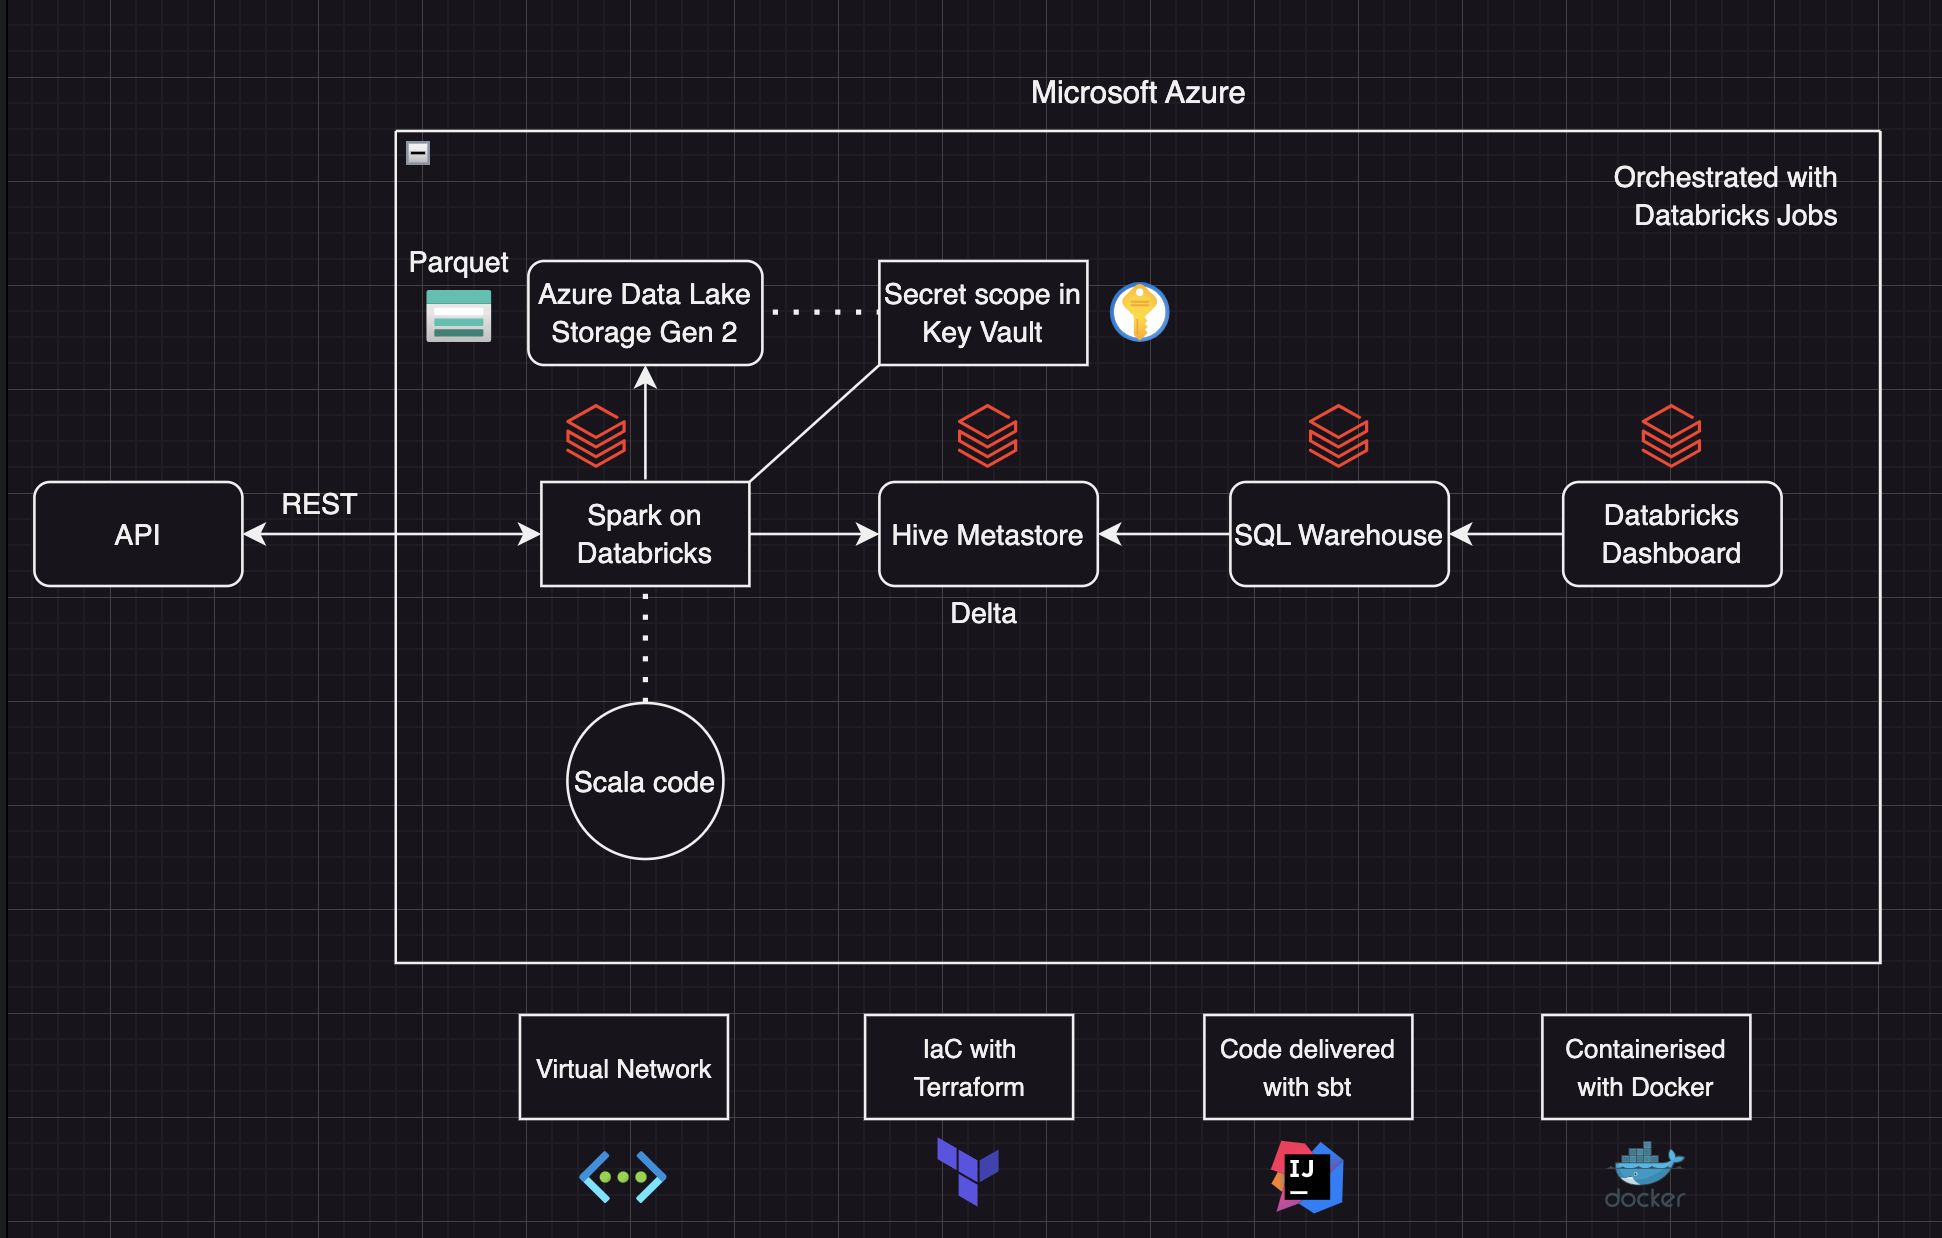 Microsoft Azure
Orchestrated with
Databricks Jobs
Parquet
Azure Data Lake
Storage Gen 2
Secret scope in
Key Vault
API
REST
Spark on
Databricks
Hive Metastore
SQL Warehouse
Databricks
Dashboard
Delta
Scala code
Virtual Network
IaC with
Terraform
Code delivered
with sbt
Containerised
with Docker
IJ
docker